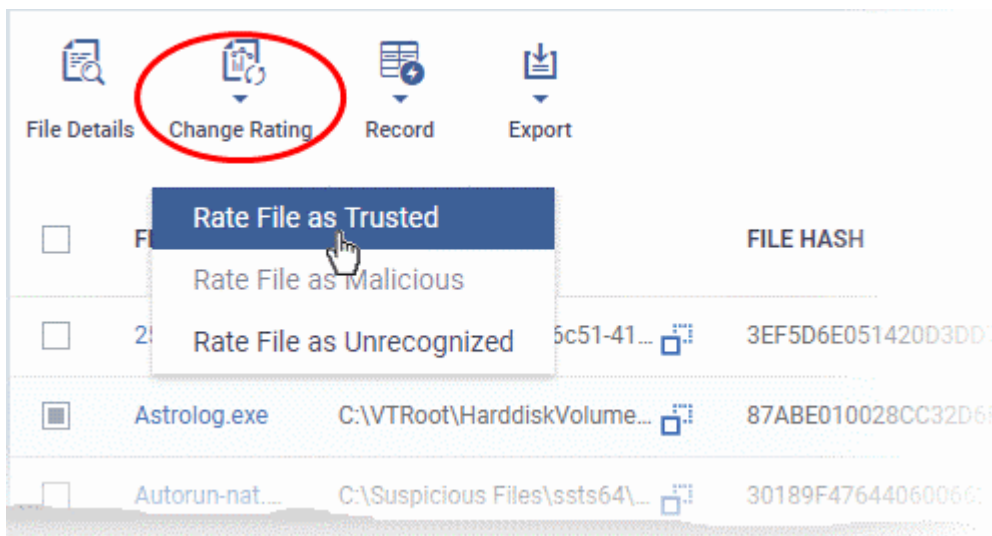 File Details Change Rating Record Export
Rate File as Trusted
FILE HASH
Rate File as Malicious
Rate File as Unrecognized
6c51-41...
3EF5D6E051420D3DD
Astrolog.exe C:\VTRoot\HarddiskVolume... 87ABE010028CC32D6
Autorun-nat.... C:\Suspicious Files\ssts64\... 30189F4764406006